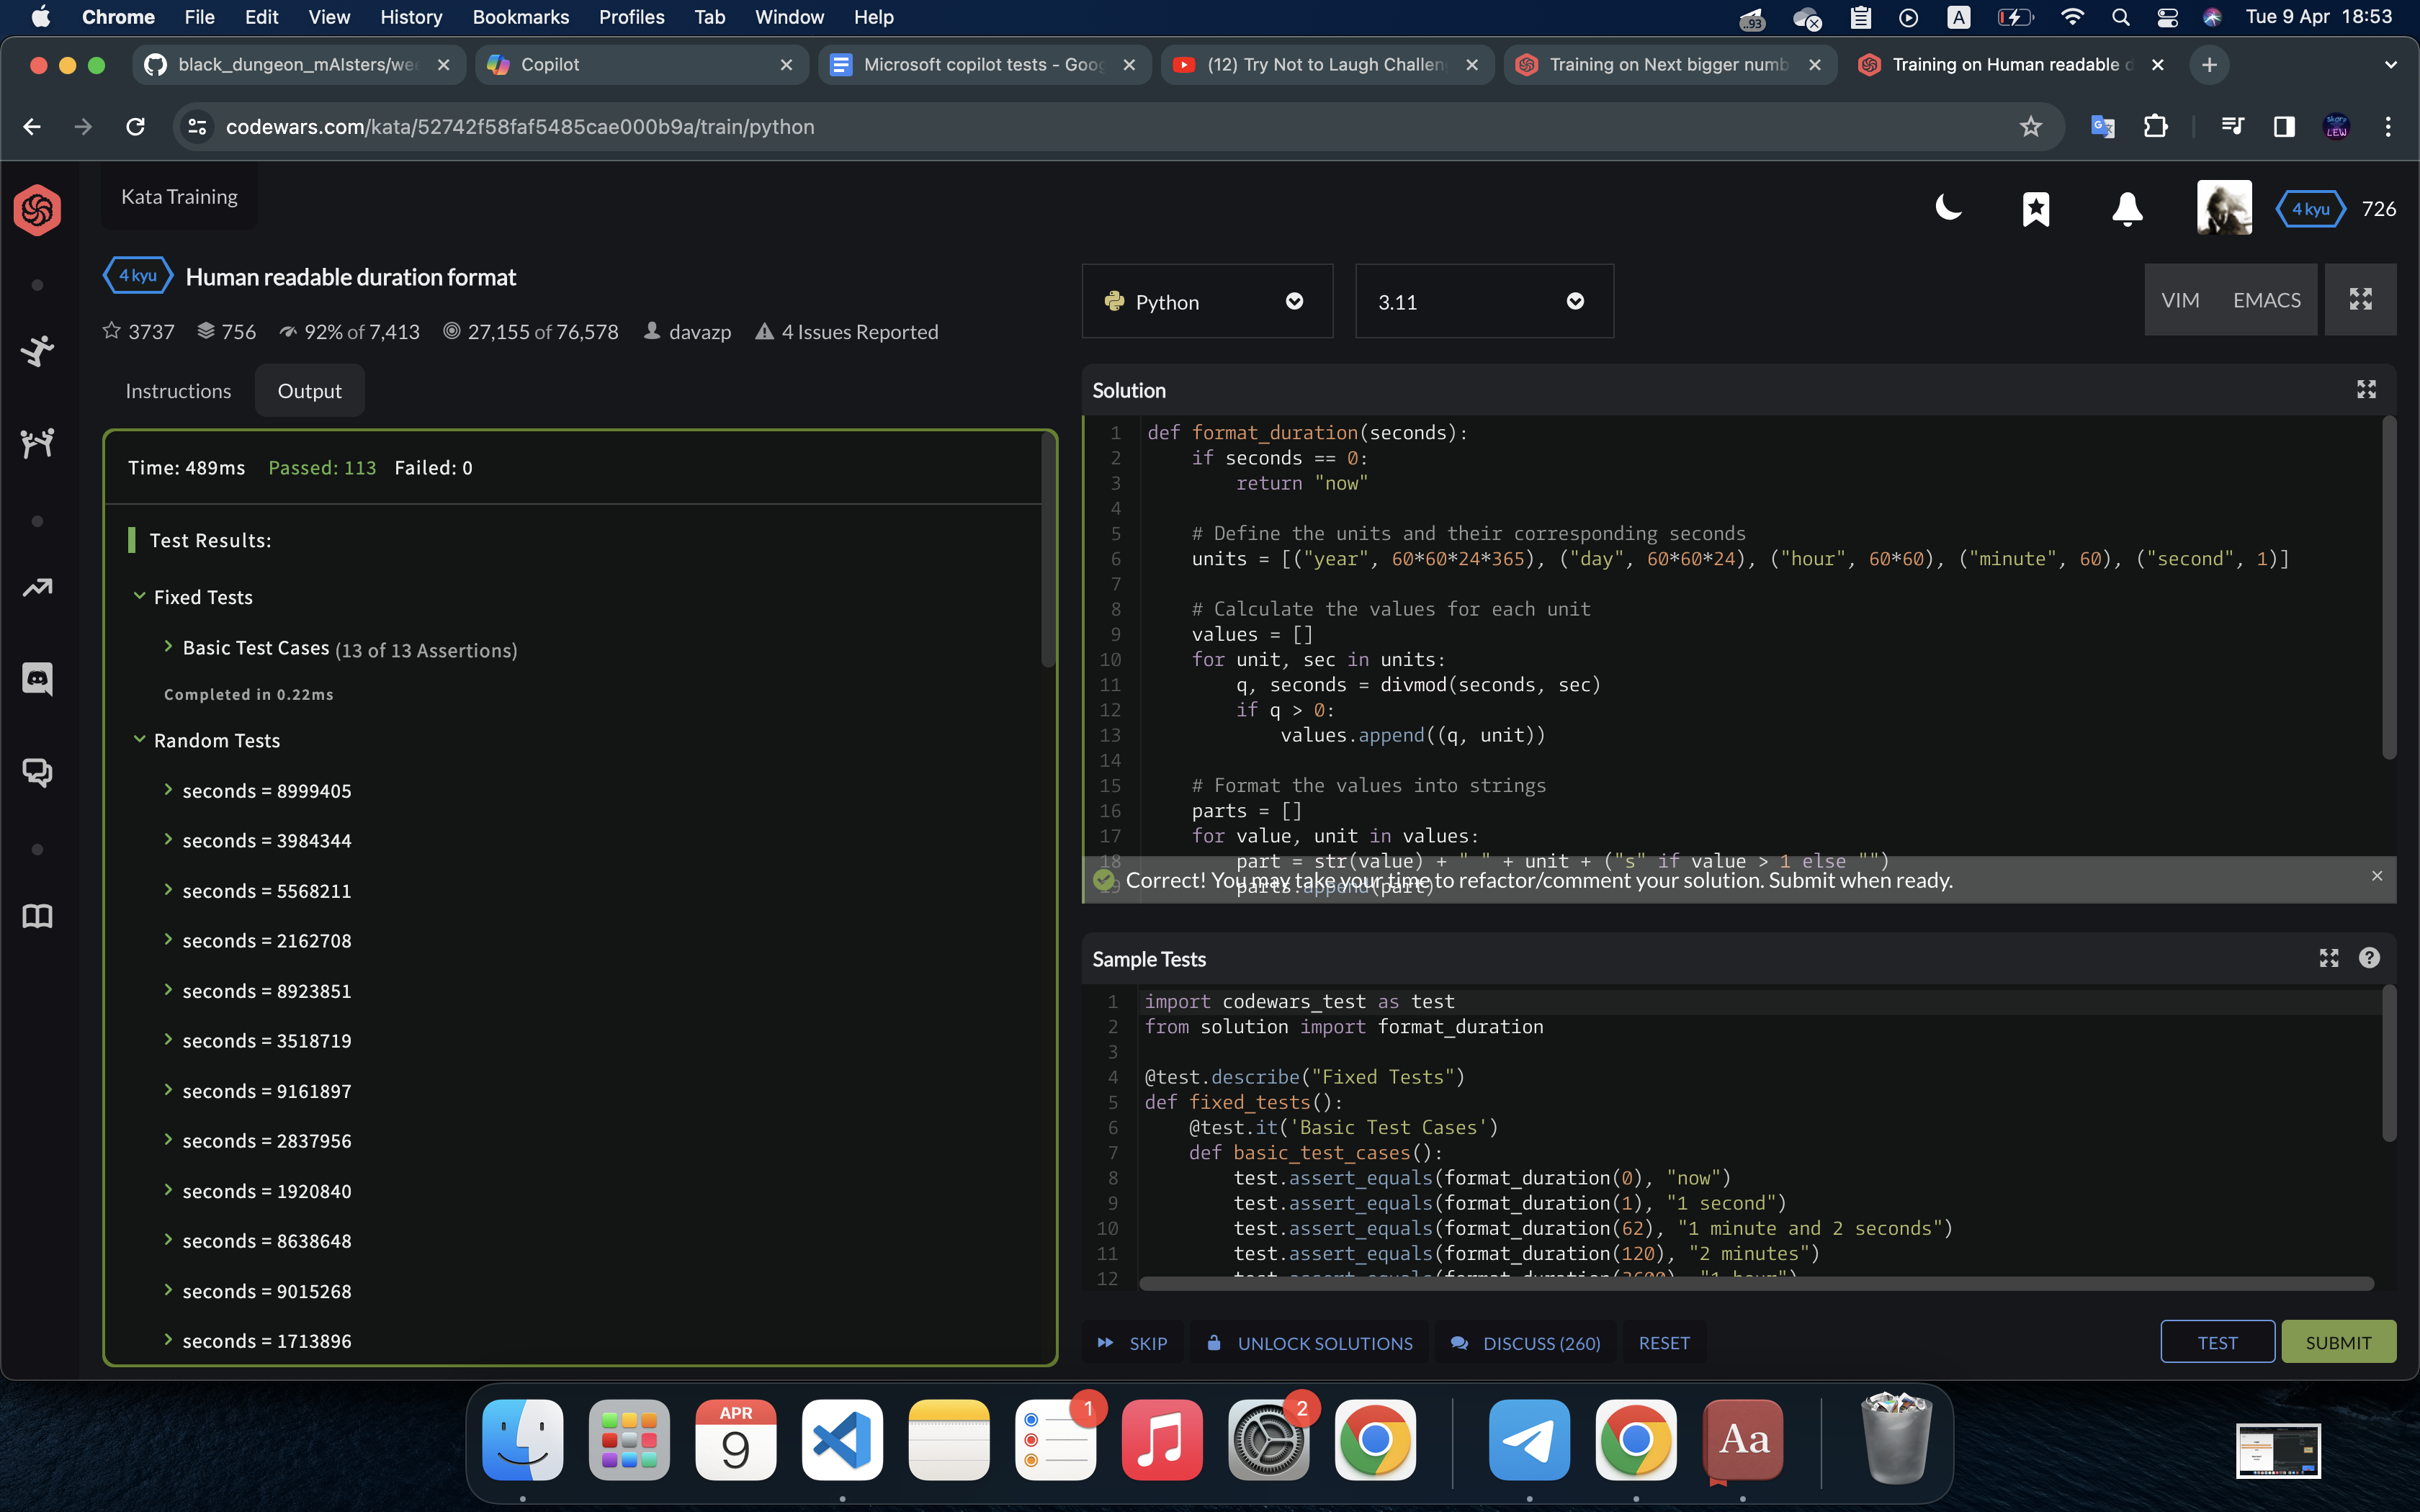 Chrome File Edit View History Bookmarks Profiles Tab Window Help
..93 A Tue 9 Apr 18:53
black_dungeon_mAIsters/wee
Copilot
Microsoft copilot tests - Goog
(12) Try Not to Laugh Challen
Training on Next bigger numb
Training on Human readable d
codewars.com/kata/52742f58faf5485cae000b9a/train/python
Kata Training
4 kyu 726
4 kyu Human readable duration format
3737 756 92% of 7,413 27,155 of 76,578 davazp 4 Issues Reported
Instructions Output
Time: 489ms Passed: 113 Failed: 0
Test Results:
Fixed Tests
Basic Test Cases (13 of 13 Assertions)
Completed in 0.22ms
Random Tests
seconds = 8999405
seconds = 3984344
seconds = 5568211
seconds = 2162708
seconds = 8923851
seconds = 3518719
seconds = 9161897
seconds = 2837956
seconds = 1920840
seconds = 8638648
seconds = 9015268
seconds = 1713896
Python 3.11 VIM EMACS
Solution
1 def format_duration(seconds):
2 if seconds == 0:
3 return "now"
4
5 # Define the units and their corresponding seconds
6 units = [("year", 60*60*24*365), ("day", 60*60*24), ("hour", 60*60), ("minute", 60), ("second", 1)]
7
8 # Calculate the values for each unit
9 values = []
10 for unit, sec in units:
11 q, seconds = divmod(seconds, sec)
12 if q > 0:
13 values.append((q, unit))
14
15 # Format the values into strings
16 parts = []
17 for value, unit in values:
18 part = str(value) + " " + unit + ("s" if value > 1 else "")
19 parts.append(part)
Correct! You may take your time to refactor/comment your solution. Submit when ready.
Sample Tests
1 import codewars_test as test
2 from solution import format_duration
3
4 @test.describe("Fixed Tests")
5 def fixed_tests():
6 @test.it('Basic Test Cases')
7 def basic_test_cases():
8 test.assert_equals(format_duration(0), "now")
9 test.assert_equals(format_duration(1), "1 second")
10 test.assert_equals(format_duration(62), "1 minute and 2 seconds")
11 test.assert_equals(format_duration(120), "2 minutes")
12 test.assert_equals(format_duration(3600), "1 hour")
SKIP UNLOCK SOLUTIONS DISCUSS (260) RESET TEST SUBMIT
APR
9
1
2
Aa